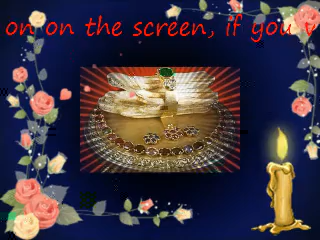 on on the screen, if you